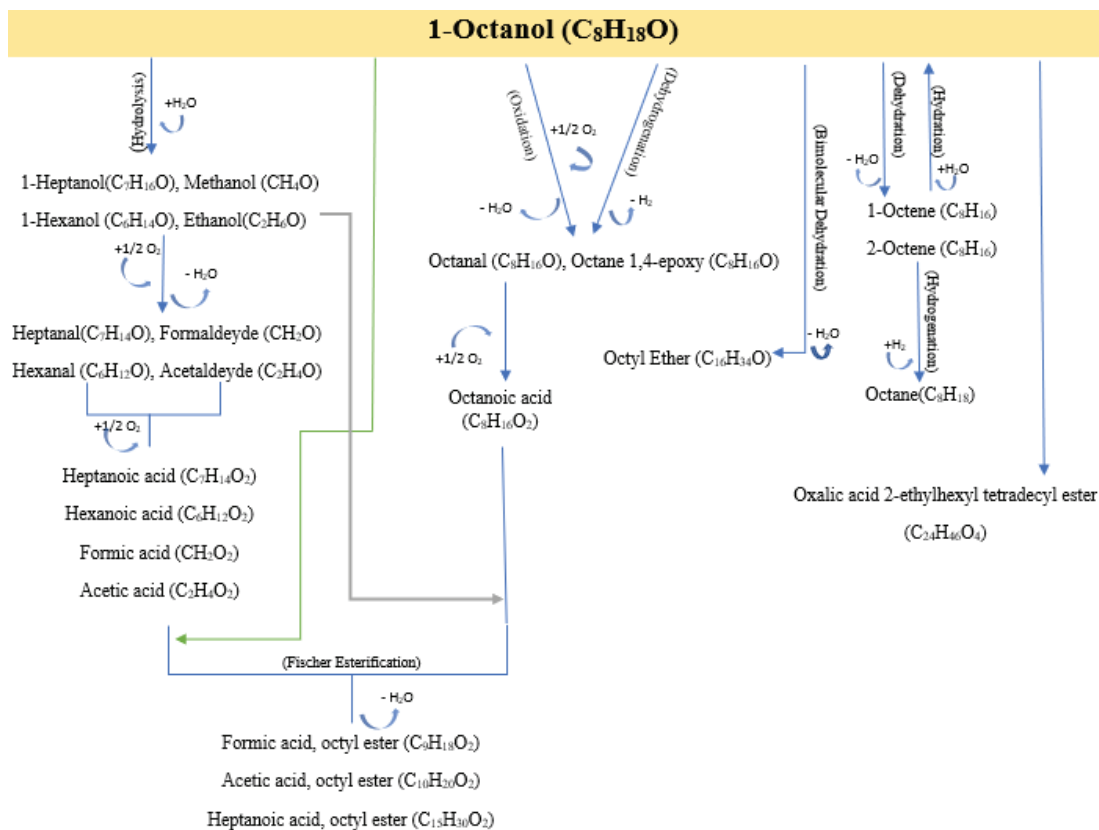 1-Octanol (C₈H₁₈O)
(Hydrolysis)
+H₂O
1-Heptanol(C₇H₁₆O), Methanol (CH4O)
1-Hexanol (C₆H₁₄O), Ethanol(C₂H₆O)
+1/2 O₂
- H₂O
Heptanal(C₇H₁₄O), Formaldeyde (CH₂O)
Hexanal (C₆H₁₂O), Acetaldeyde (C₂H₄O)
+1/2 O₂
Heptanoic acid (C₇H₁₄O₂)
Hexanoic acid (C₆H₁₂O₂)
Formic acid (CH₂O₂)
Acetic acid (C₂H₄O₂)
(Oxidation)
+1/2 O₂
- H₂O
(Dehydrogenation)
- H₂
Octanal (C₈H₁₆O), Octane 1,4-epoxy (C₈H₁₆O)
+1/2 O₂
Octanoic acid
(C₈H₁₆O₂)
(Bimolecular Dehydration)
- H₂O
Octyl Ether (C₁₆H₃₄O)
(Dehydration)
- H₂O
(Hydration)
+H₂O
1-Octene (C₈H₁₆)
2-Octene (C₈H₁₆)
(Hydrogenation)
+H₂
Octane(C₈H₁₈)
Oxalic acid 2-ethylhexyl tetradecyl ester
(C₂₄H₄₆O₄)
(Fischer Esterification)
- H₂O
Formic acid, octyl ester (C₉H₁₈O₂)
Acetic acid, octyl ester (C₁₀H₂₀O₂)
Heptanoic acid, octyl ester (C₁₅H₃₀O₂)